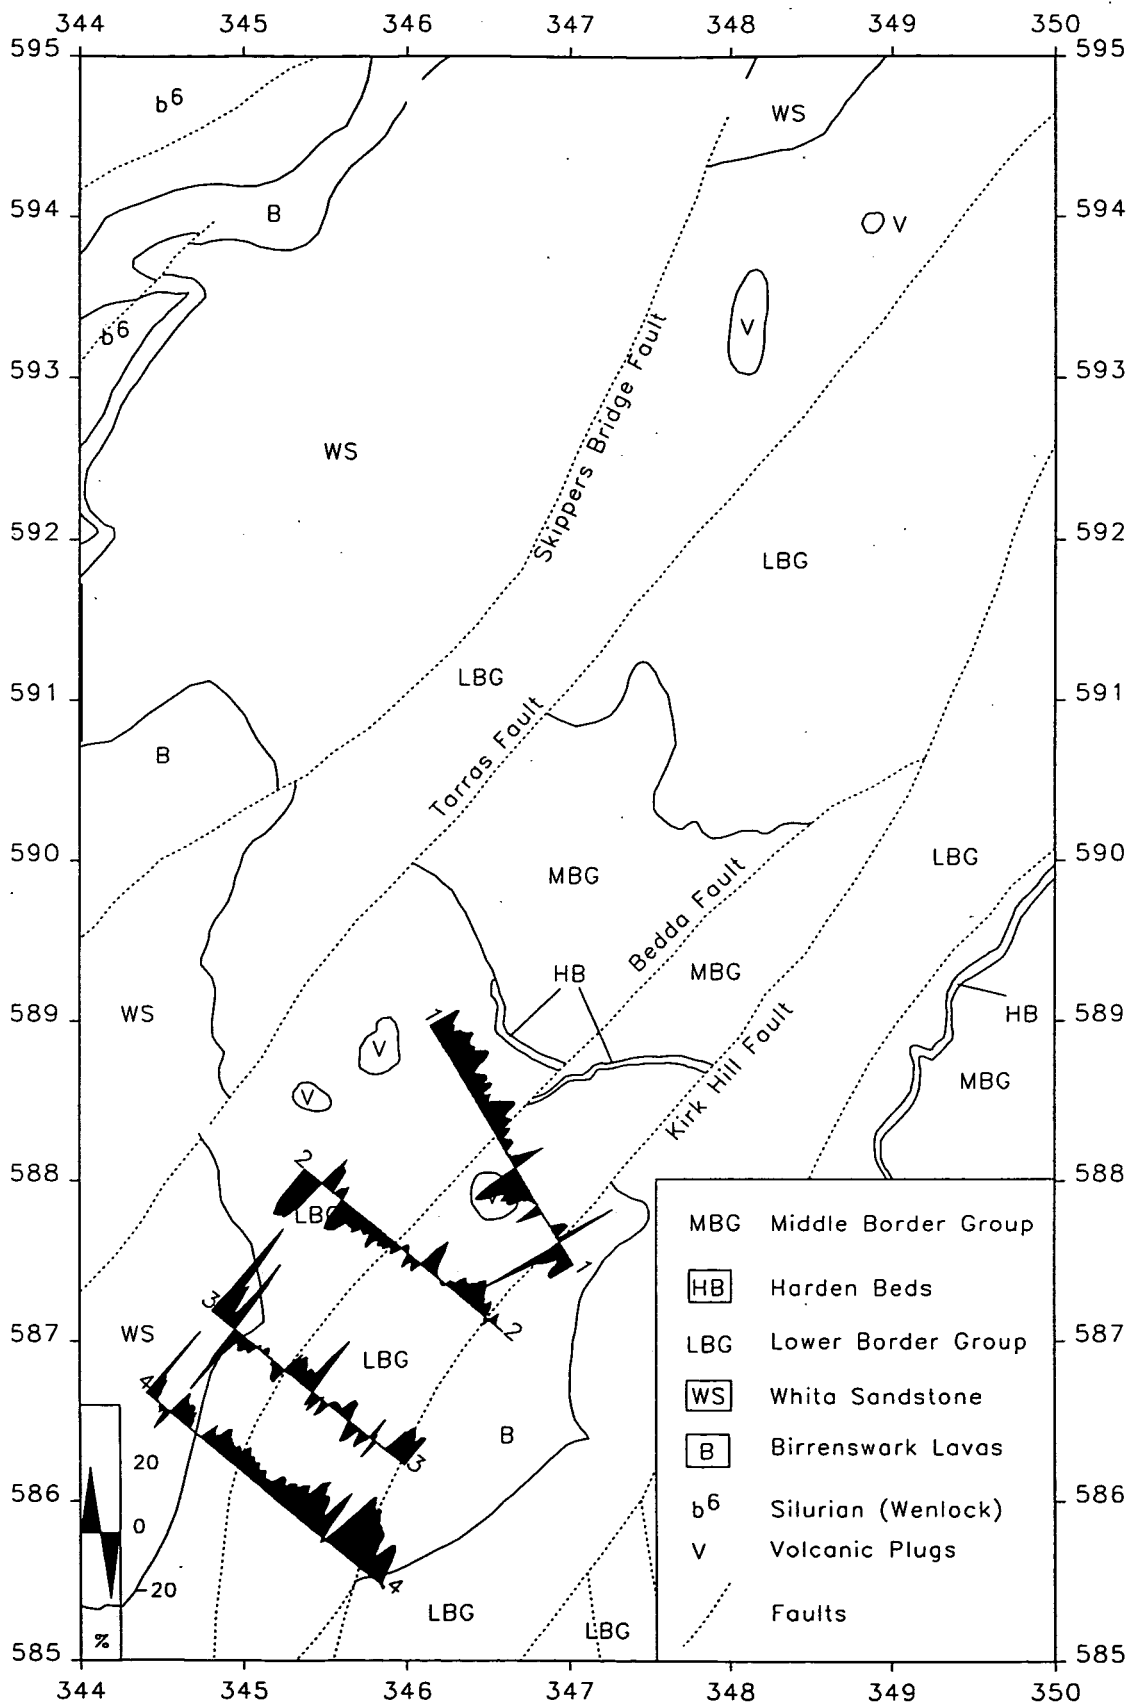 344 345 346 347 348 349 350
595 595
b6
WS
594 594
B
V
b6
V
593 593
Skippers Bridge Fault
WS
592 592
LBG
LBG
591 591
Tarras Fault
B
590 590
LBG
MBG
Bedda Fault
HB
MBG
589 589
WS
1
HB
V
Kirk Hill Fault
MBG
V
588 588
2
V
LBG
MBG Middle Border Group
1
HB Harden Beds
3
2
587 587
WS
LBG
LBG Lower Border Group
4
WS Whita Sandstone
B
B Birrenswark Lavas
20
3
586 586
b6 Silurian (Wenlock)
0
V Volcanic Plugs
-20
4
LBG
Faults
LBG
%
585 585
344 345 346 347 348 349 350